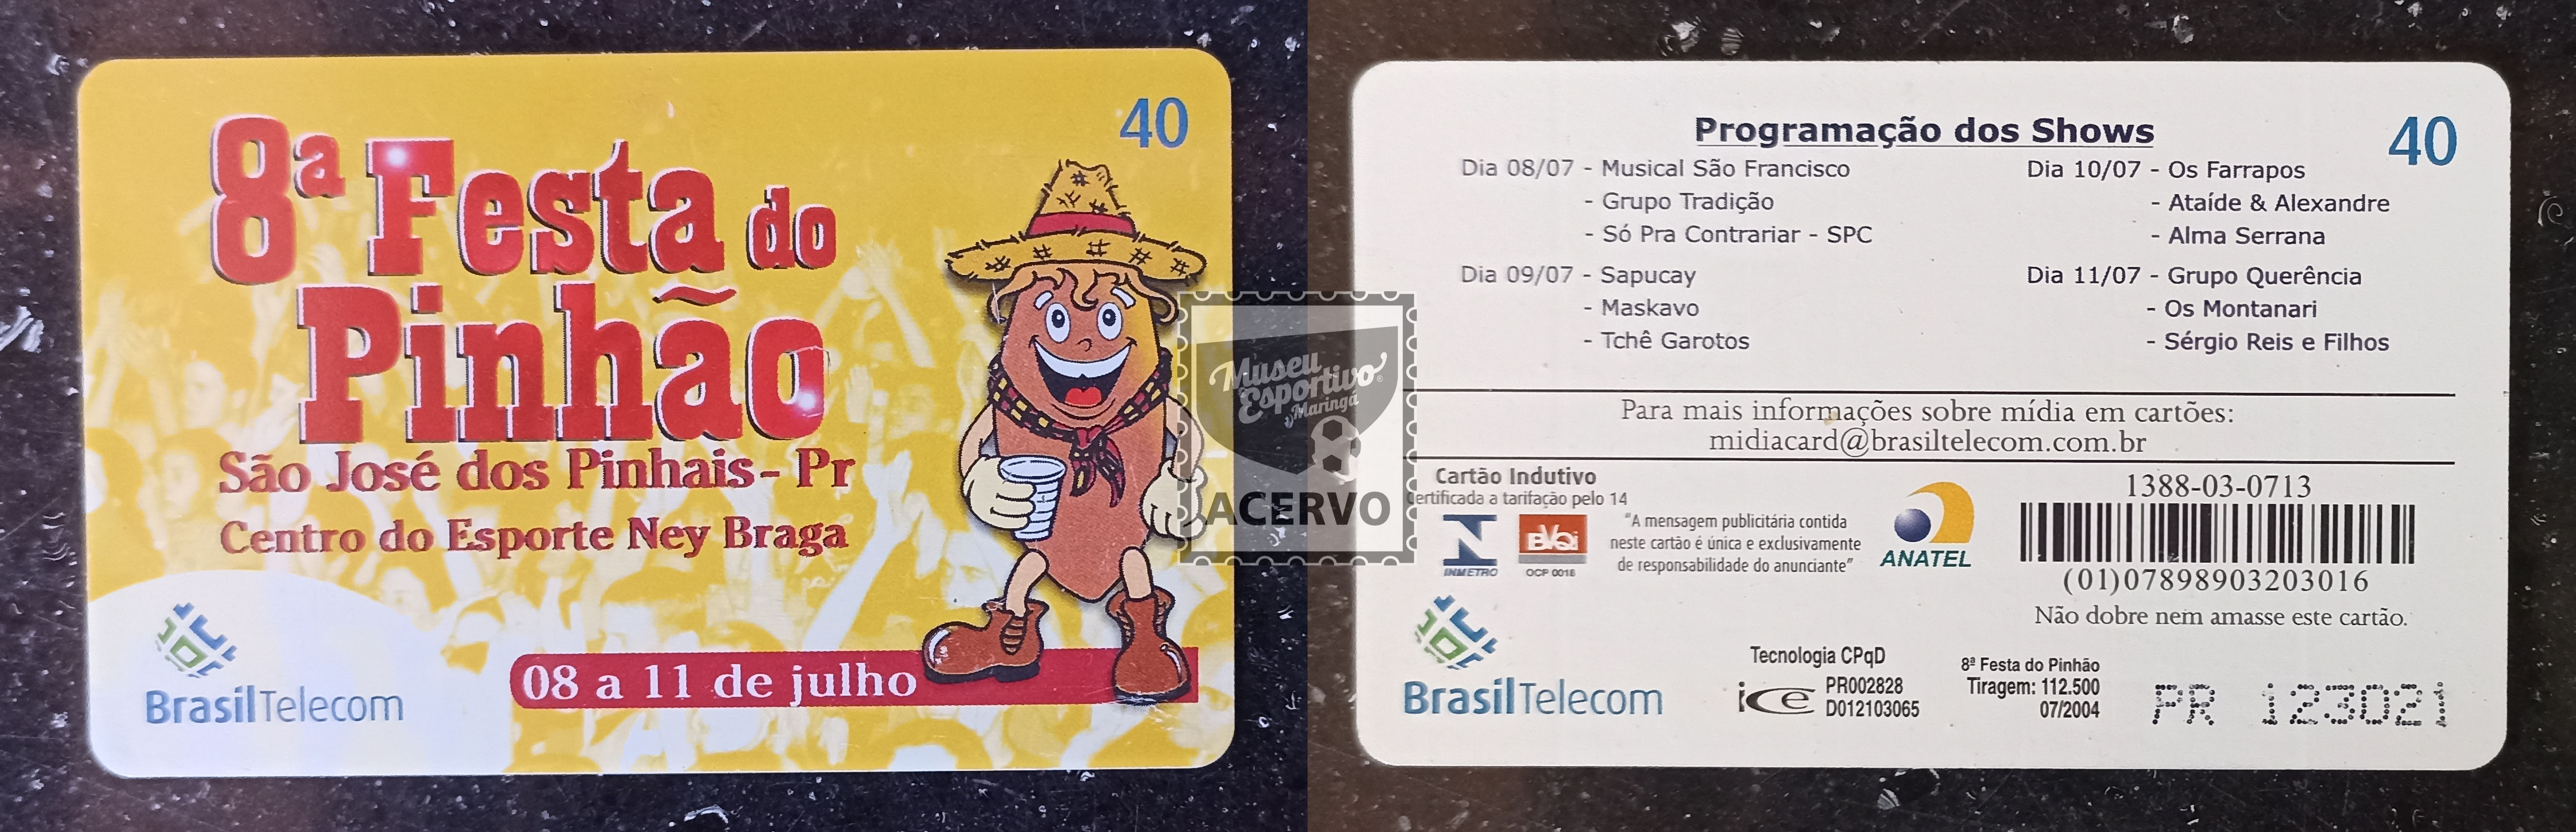 8ª Festa do
Pinhão
São José dos Pinhais - Pr
Centro do Esporte Ney Braga
40
BrasilTelecom
08 a 11 de julho
Museu
Esportivo
Maringá
ACERVO
Programação dos Shows
40
Dia 08/07 - Musical São Francisco
- Grupo Tradição
- Só Pra Contrariar - SPC
Dia 09/07 - Sapucay
- Maskavo
- Tchê Garotos
Dia 10/07 - Os Farrapos
- Ataíde & Alexandre
- Alma Serrana
Dia 11/07 - Grupo Querência
- Os Montanari
- Sérgio Reis e Filhos
Para mais informações sobre mídia em cartões:
midiacard@brasiltelecom.com.br
Cartão Indutivo
Certificada a tarifação pelo 14
INMETRO
BVQi
OCP 0018
"A mensagem publicitária contida
neste cartão é única e exclusivamente
de responsabilidade do anunciante"
ANATEL
1388-03-0713
(01)07898903203016
Não dobre nem amasse este cartão.
BrasilTelecom
Tecnologia CPqD
ice
PR002828
D012103065
8ª Festa do Pinhão
Tiragem: 112.500
07/2004
PR 123021